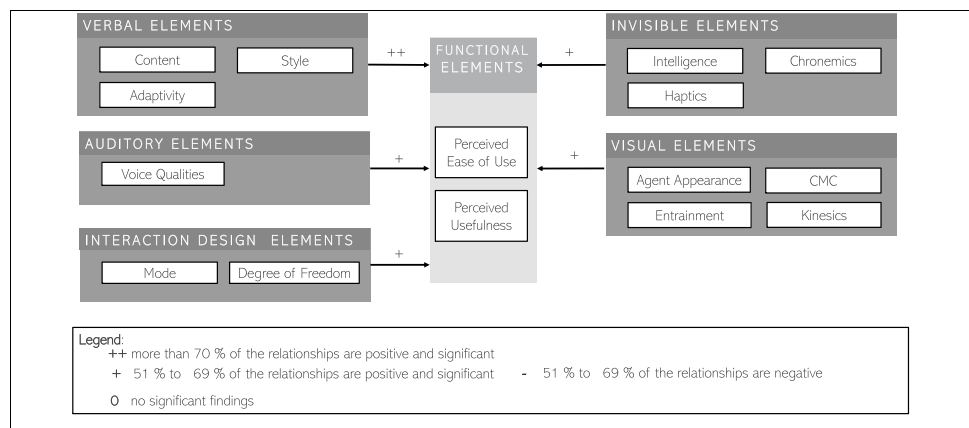 VERBAL ELEMENTS
Content
Style
Adaptivity
++
AUDITORY ELEMENTS
Voice Qualities
+
INTERACTION DESIGN ELEMENTS
Mode
Degree of Freedom
+
FUNCTIONAL
ELEMENTS
Perceived
Ease of Use
Perceived
Usefulness
+
INVISIBLE ELEMENTS
Intelligence
Chronemics
Haptics
+
VISUAL ELEMENTS
Agent Appearance
CMC
Entrainment
Kinesics
Legend:
++ more than 70 % of the relationships are positive and significant
+ 51 % to 69 % of the relationships are positive and significant - 51 % to 69 % of the relationships are negative
0 no significant findings